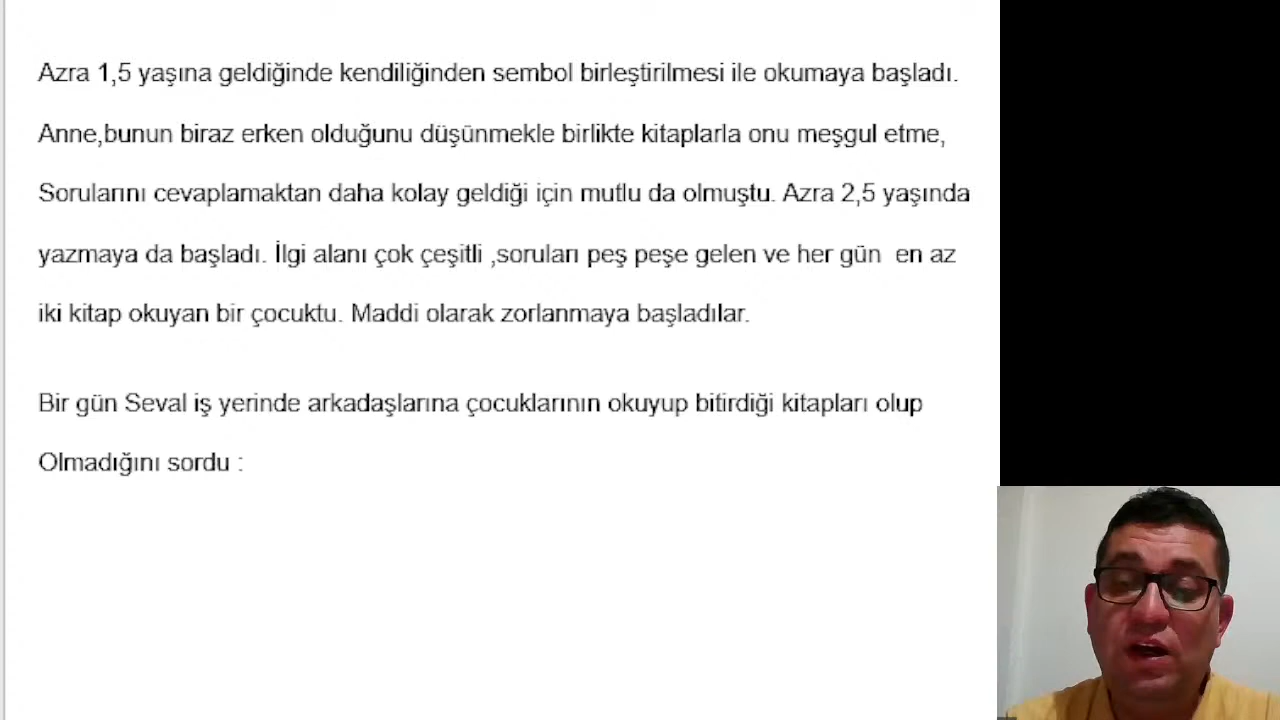 Azra 1,5 yaşına geldiğinde kendiliğinden sembol birleştirilmesi ile okumaya başladı.
Anne,bunun biraz erken olduğunu düşünmekle birlikte kitaplarla onu meşgul etme,
Sorularını cevaplamaktan daha kolay geldiği için mutlu da olmuştu. Azra 2,5 yaşında
yazmaya da başladı. İlgi alanı çok çeşitli ,soruları peş peşe gelen ve her gün en az
iki kitap okuyan bir çocuktu. Maddi olarak zorlanmaya başladılar.
Bir gün Seval iş yerinde arkadaşlarına çocuklarının okuyup bitirdiği kitapları olup
Olmadığını sordu :